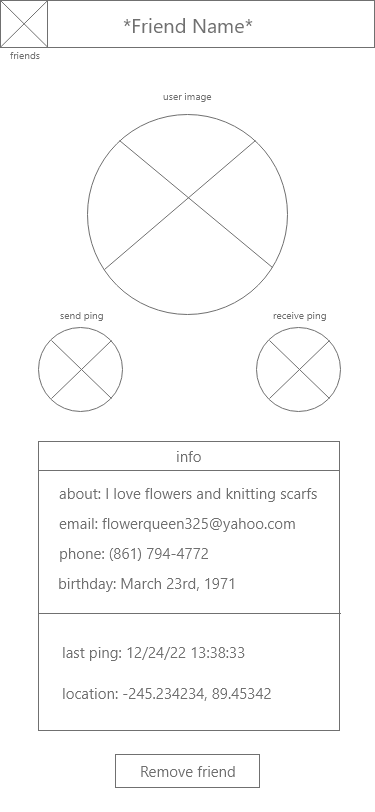 *Friend Name*
friends
user image
send ping
receive ping
info
about: I love flowers and knitting scarfs
email: flowerqueen325@yahoo.com
phone: (861) 794-4772
birthday: March 23rd, 1971
last ping: 12/24/22 13:38:33
location: -245.234234, 89.45342
Remove friend